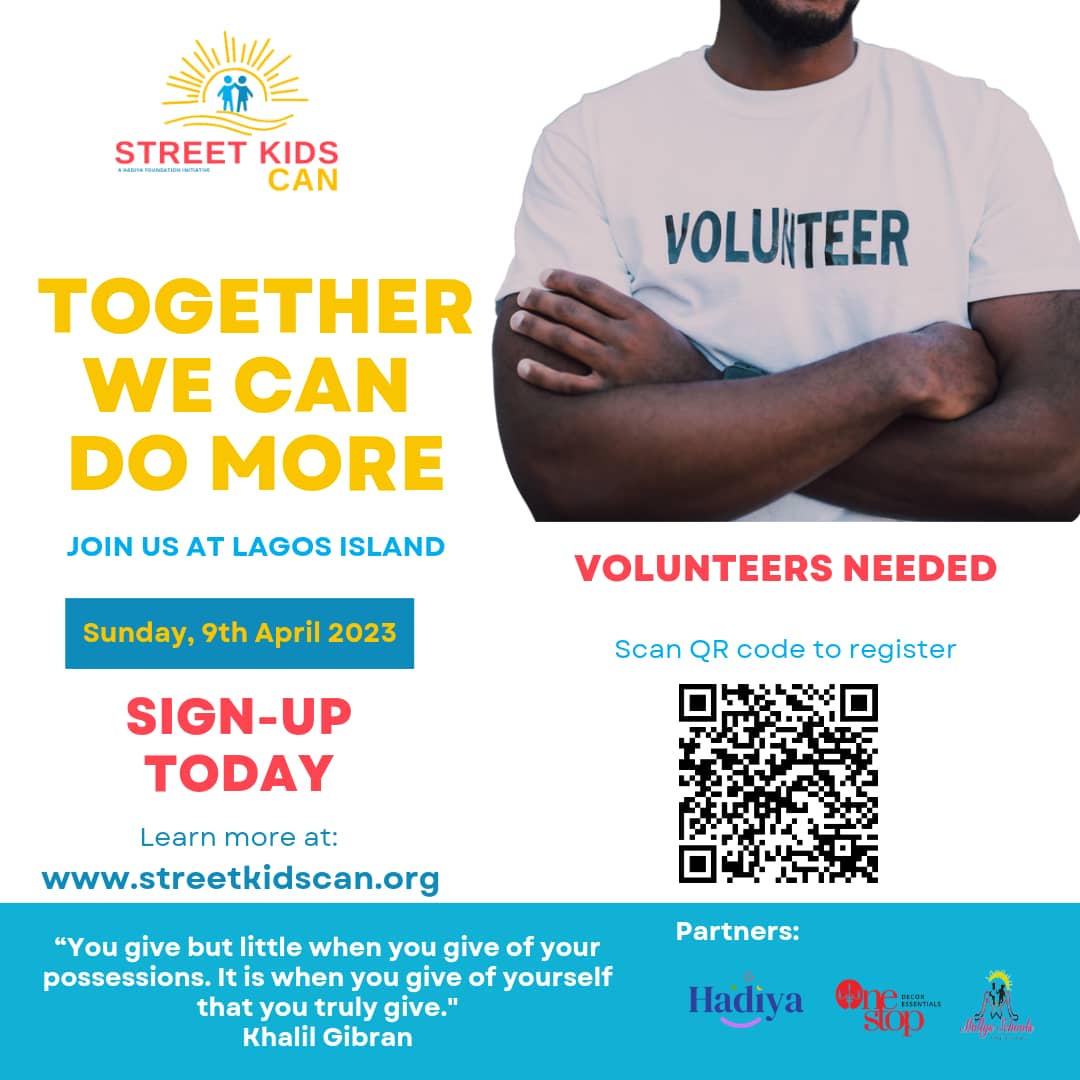 STREET KIDS
A HADIYA FOUNDATION INITIATIVE
CAN
VOLUNTEER
TOGETHER
WE CAN
DO MORE
JOIN US AT LAGOS ISLAND
Sunday, 9th April 2023
SIGN-UP
TODAY
Learn more at:
www.streetkidscan.org
VOLUNTEERS NEEDED
Scan QR code to register
“You give but little when you give of your
possessions. It is when you give of yourself
that you truly give."
Khalil Gibran
Partners:
Hadiya
One
stop
DECOR
ESSENTIALS
Schools